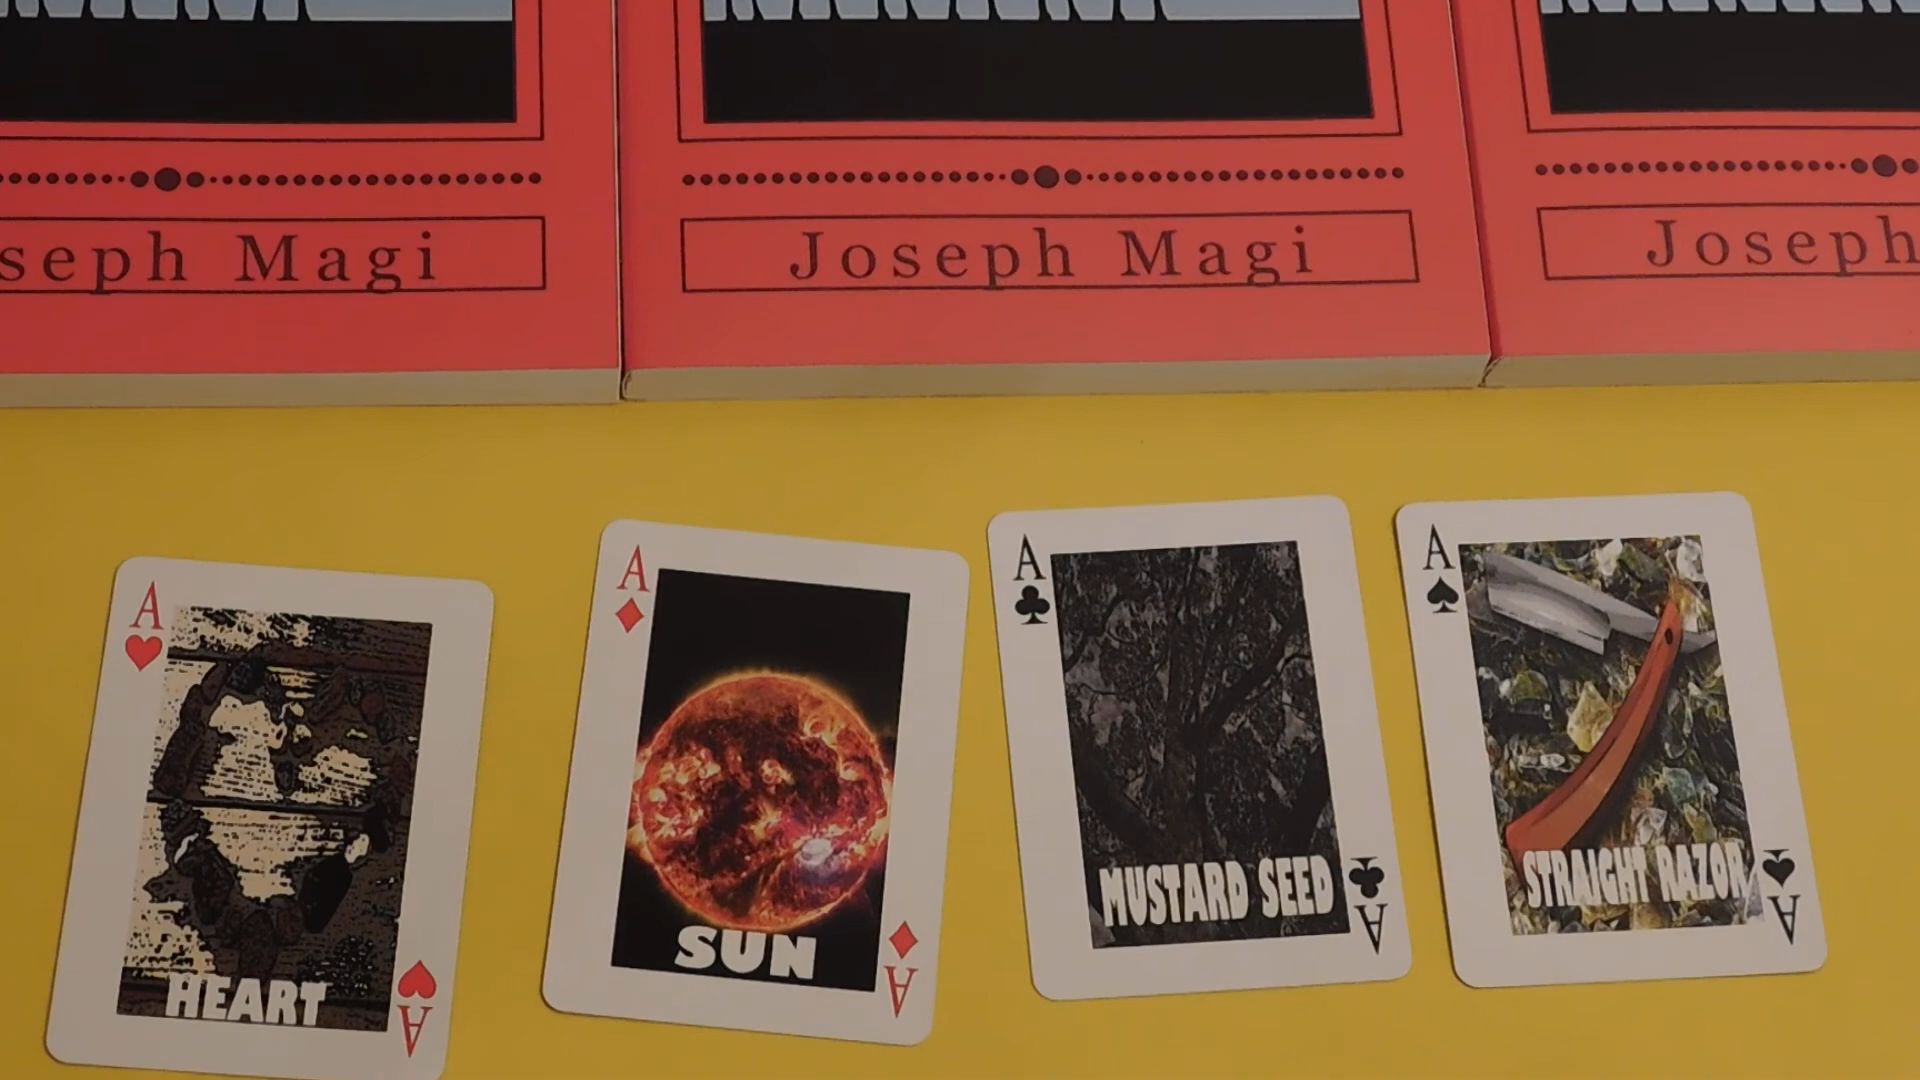 seph Magi
Joseph Magi
Joseph
A
HEART
A
A
SUN
A
A
MUSTARD SEED
A
A
STRAIGHT RAZOR
A